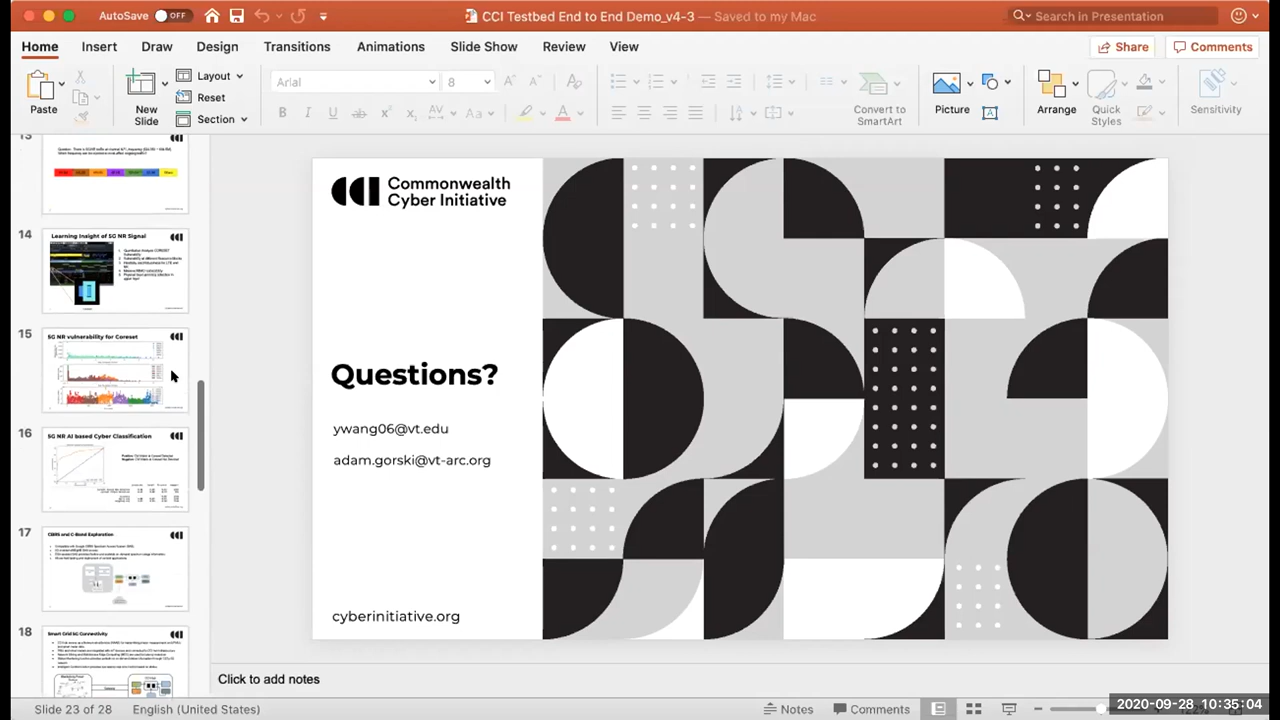 AutoSave OFF
CCI Testbed End to End Demo_v4-3 — Saved to my Mac
Search in Presentation
Home Insert Draw Design Transitions Animations Slide Show Review View
Share Comments
Paste
New Slide
Layout
Reset
Section
Arial 8
Convert to SmartArt
Picture
Arrange
Quick Styles
Sensitivity
13
14
Learning Insight of 5G NR Signal
15
5G NR vulnerability for Coreset
16
5G NR AI based Cyber Classification
17
CBRS and C-Band Exploration
18
Smart Grid 5G Connectivity
Commonwealth
Cyber Initiative
Questions?
ywang06@vt.edu
adam.gorski@vt-arc.org
cyberinitiative.org
Click to add notes
Slide 23 of 28 English (United States) Notes Comments
2020-09-28 10:35:04